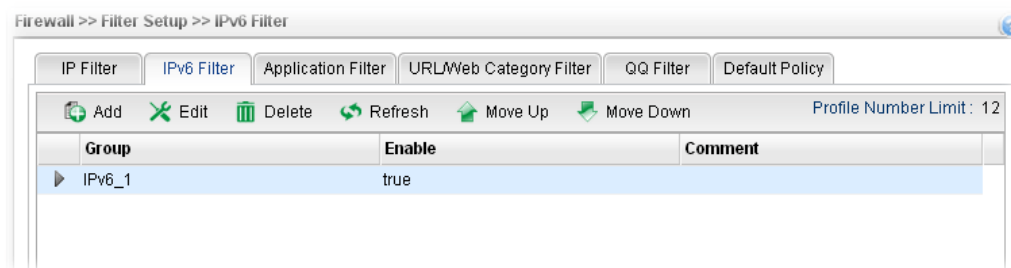 Firewall >> Filter Setup >> IPv6 Filter
IP Filter IPv6 Filter Application Filter URL/Web Category Filter QQ Filter Default Policy
Add Edit Delete Refresh Move Up Move Down Profile Number Limit : 12
Group Enable Comment
IPv6_1 true